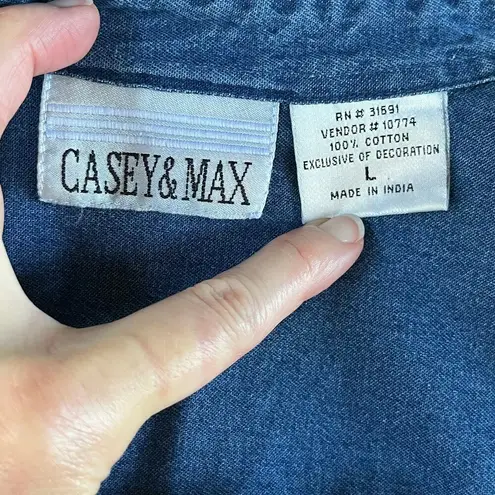 CASEY & MAX
RN # 31591
VENDOR # 10774
100% COTTON
EXCLUSIVE OF DECORATION
L
MADE IN INDIA